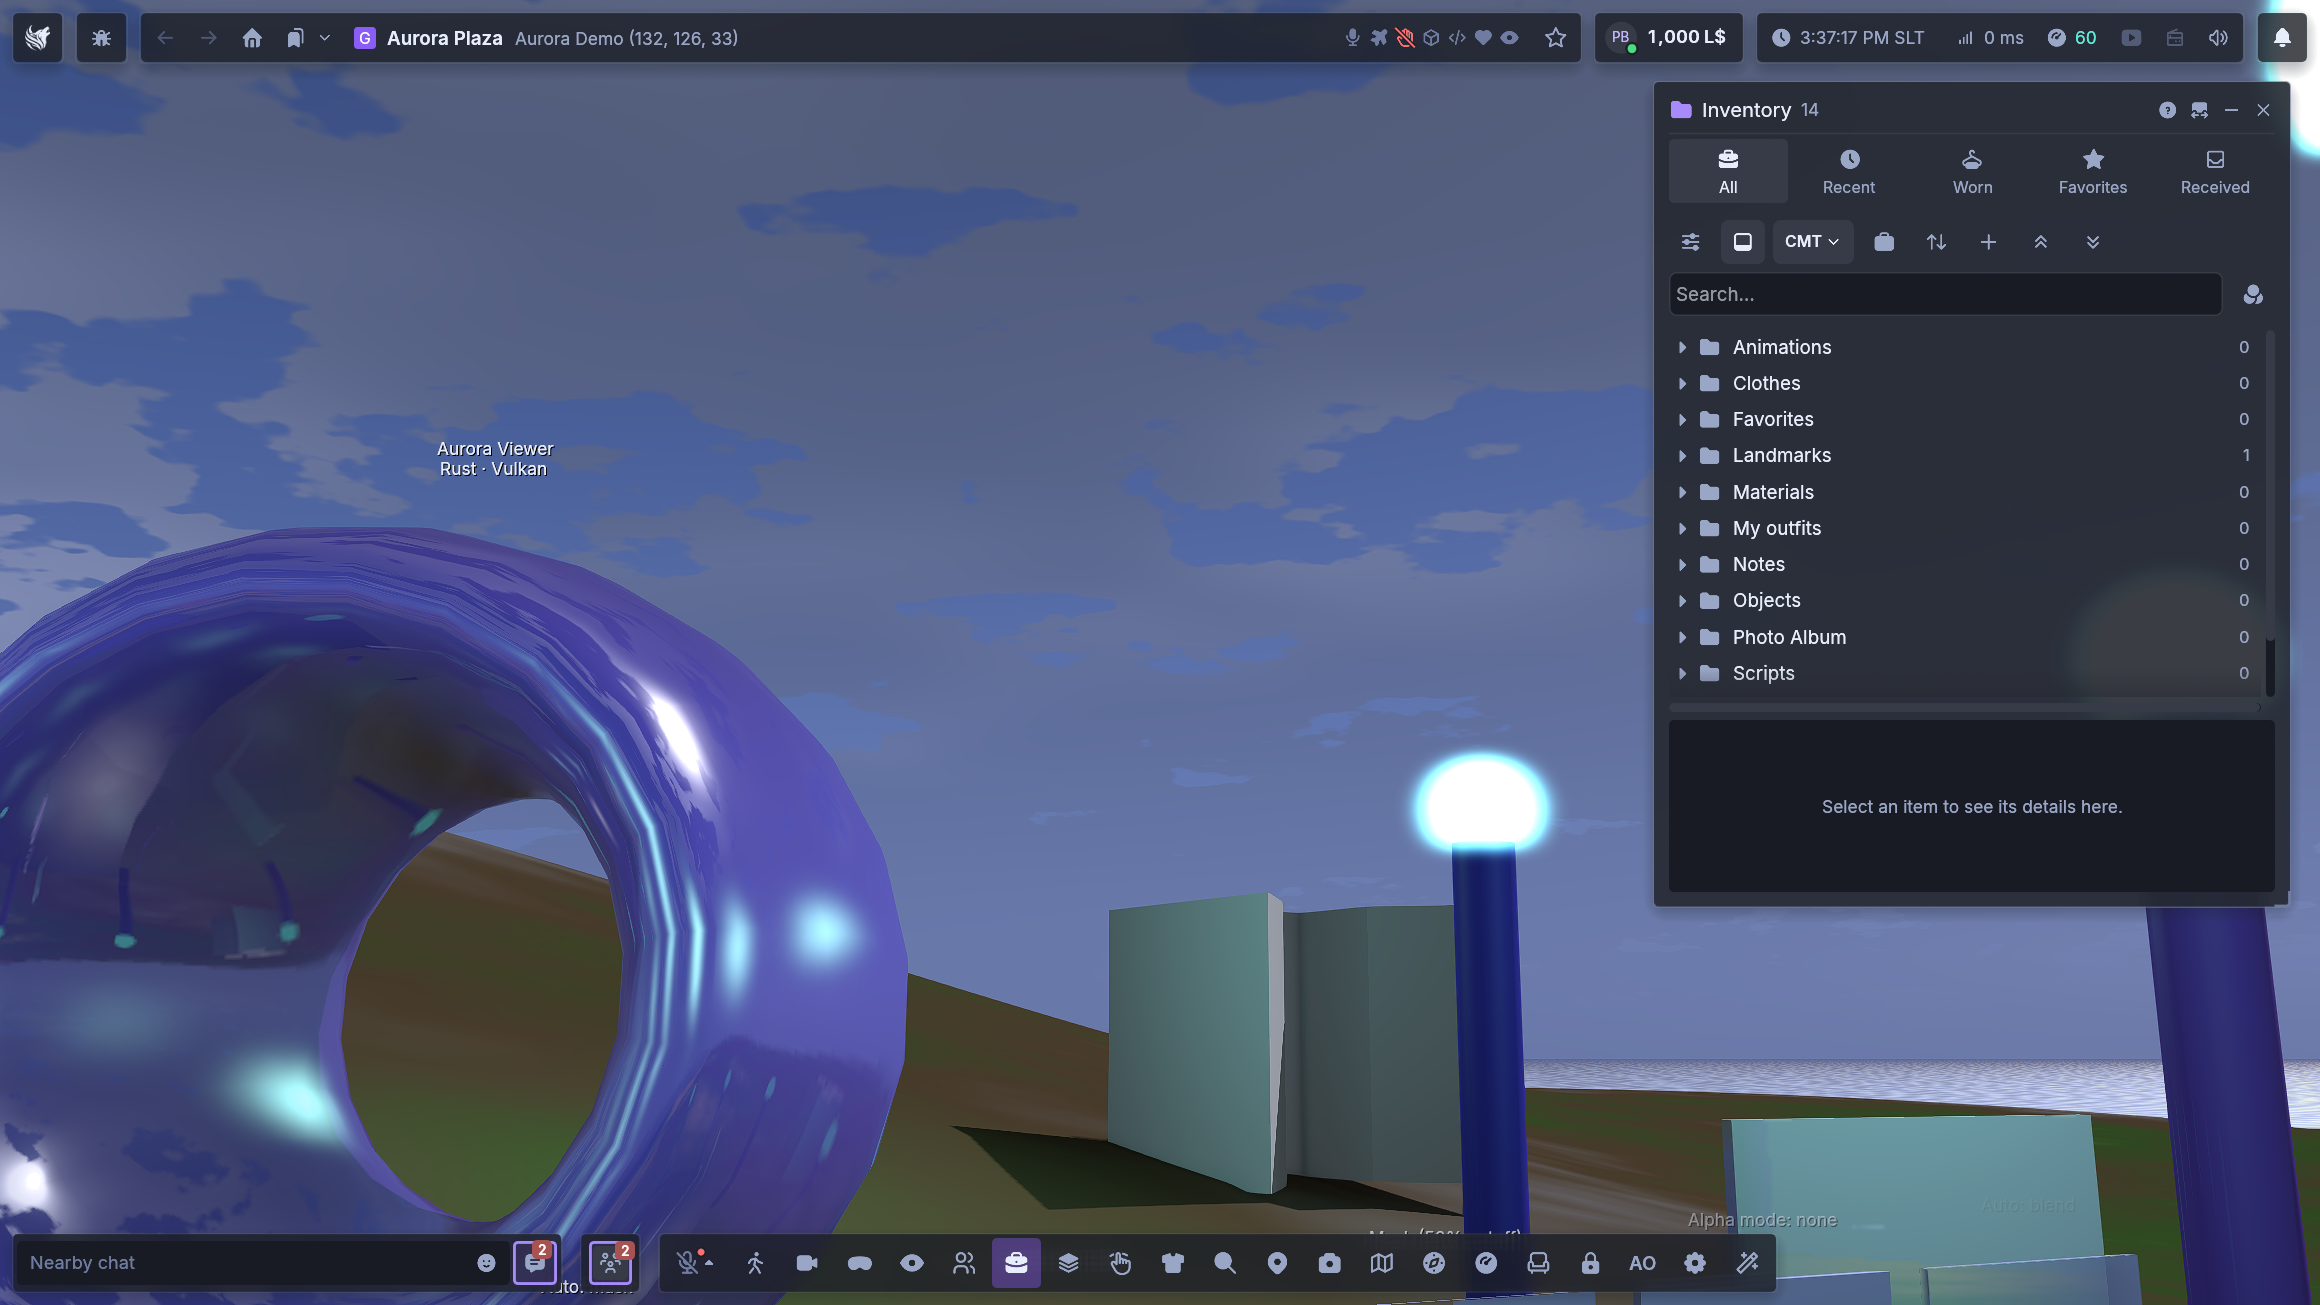 G Aurora Plaza Aurora Demo (132, 126, 33)
PB 1,000 L$
3:37:17 PM SLT 0 ms 60
Inventory 14
All Recent Worn Favorites Received
CMT
Search...
Animations 0
Clothes 0
Favorites 0
Landmarks 1
Materials 0
My outfits 0
Notes 0
Objects 0
Photo Album 0
Scripts 0
Select an item to see its details here.
Aurora Viewer
Rust · Vulkan
Alpha mode: none
Auto: blend
Nearby chat 2 2
AO